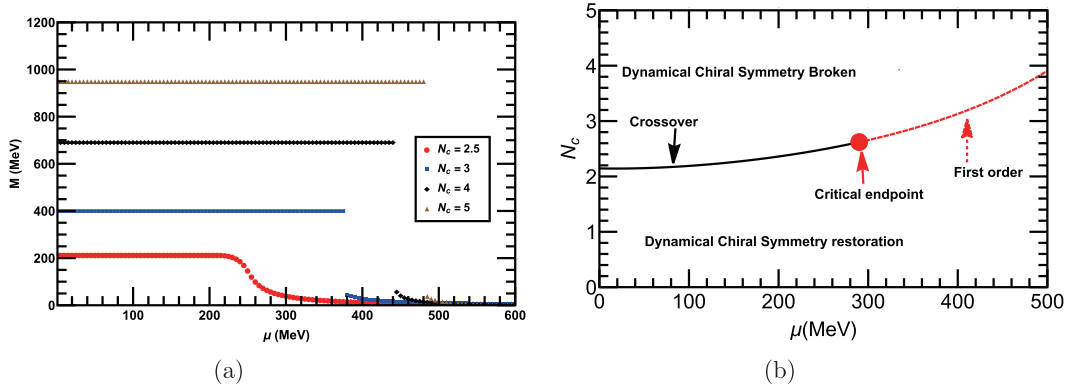 1200
1000
800
600
400
200
0
M (MeV)
100 200 300 400 500 600
μ (MeV)
N_c = 2.5
N_c = 3
N_c = 4
N_c = 5
(a)
5
4
3
2
1
0
N_c
0 100 200 300 400 500
μ(MeV)
Dynamical Chiral Symmetry Broken
Crossover
First order
Critical endpoint
Dynamical Chiral Symmetry restoration
(b)